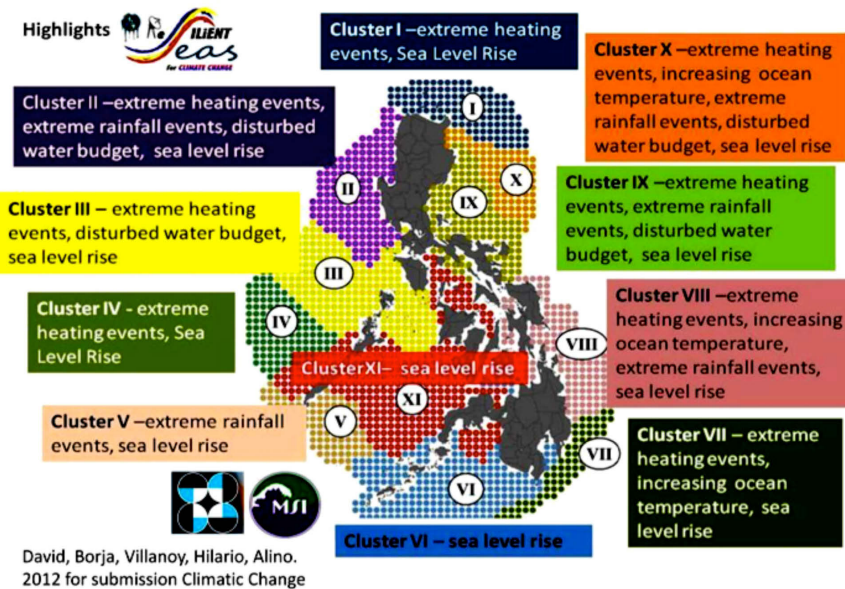 Highlights
ReSILiENT
Seas
for CLIMATE CHANGE
Cluster I –extreme heating
events, Sea Level Rise
Cluster X –extreme heating
events, increasing ocean
temperature, extreme
rainfall events, disturbed
water budget, sea level rise
Cluster II –extreme heating events,
extreme rainfall events, disturbed
water budget, sea level rise
Cluster IX –extreme heating
events, extreme rainfall
events, disturbed water
budget, sea level rise
Cluster III – extreme heating
events, disturbed water budget,
sea level rise
Cluster VIII –extreme
heating events, increasing
ocean temperature,
extreme rainfall events,
sea level rise
Cluster IV - extreme
heating events, Sea
Level Rise
ClusterXI– sea level rise
Cluster V –extreme rainfall
events, sea level rise
Cluster VII – extreme
heating events,
increasing ocean
temperature, sea
level rise
Cluster VI – sea level rise
I
II
X
IX
III
IV
VIII
XI
V
VII
VI
MSI
David, Borja, Villanoy, Hilario, Alino.
2012 for submission Climatic Change